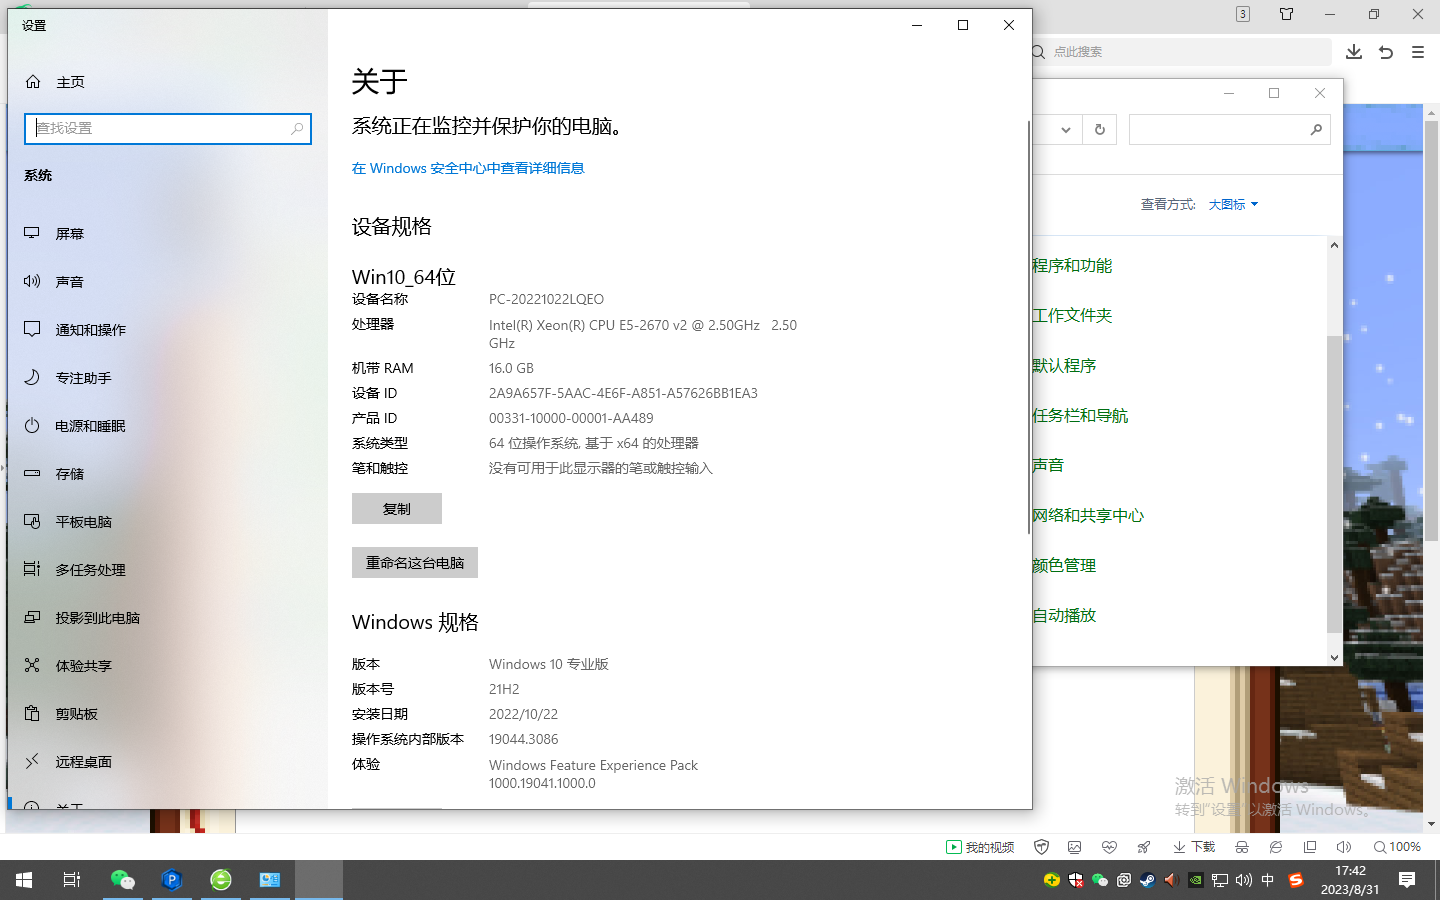 设置
主页
查找设置
系统
屏幕
声音
通知和操作
专注助手
电源和睡眠
存储
平板电脑
多任务处理
投影到此电脑
体验共享
剪贴板
远程桌面
关于
关于
系统正在监控并保护你的电脑。
在 Windows 安全中心中查看详细信息
设备规格
Win10_64位
设备名称 PC-20221022LQEO
处理器 Intel(R) Xeon(R) CPU E5-2670 v2 @ 2.50GHz 2.50
GHz
机带 RAM 16.0 GB
设备 ID 2A9A657F-5AAC-4E6F-A851-A57626BB1EA3
产品 ID 00331-10000-00001-AA489
系统类型 64 位操作系统, 基于 x64 的处理器
笔和触控 没有可用于此显示器的笔或触控输入
复制
重命名这台电脑
Windows 规格
版本 Windows 10 专业版
版本号 21H2
安装日期 2022/10/22
操作系统内部版本 19044.3086
体验 Windows Feature Experience Pack
1000.19041.1000.0
3
点此搜索
查看方式: 大图标
程序和功能
工作文件夹
默认程序
任务栏和导航
声音
网络和共享中心
颜色管理
自动播放
激活 Windows
转到"设置"以激活 Windows。
我的视频
下载
100%
中
17:42
2023/8/31